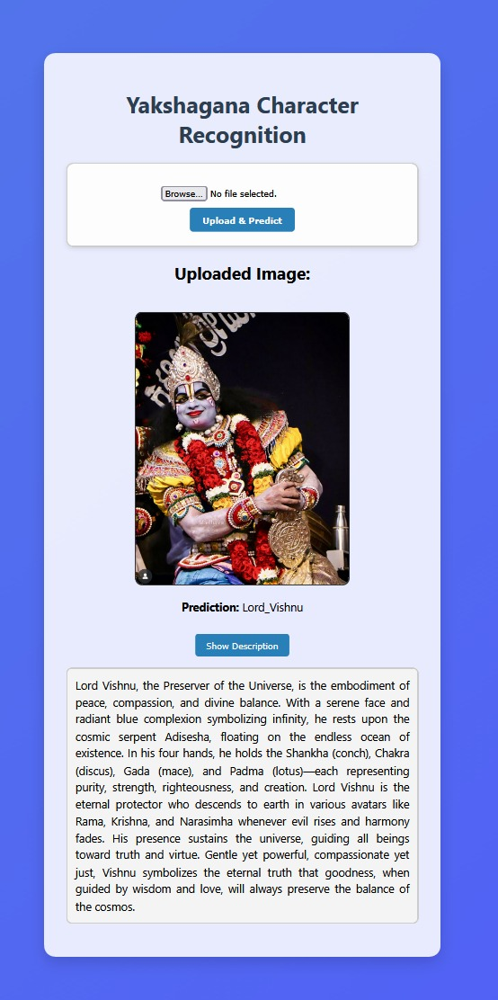 Yakshagana Character
Recognition
Browse... No file selected.
Upload & Predict
Uploaded Image:
Prediction: Lord_Vishnu
Show Description
Lord Vishnu, the Preserver of the Universe, is the embodiment of
peace, compassion, and divine balance. With a serene face and
radiant blue complexion symbolizing infinity, he rests upon the
cosmic serpent Adisesha, floating on the endless ocean of
existence. In his four hands, he holds the Shankha (conch), Chakra
(discus), Gada (mace), and Padma (lotus)—each representing
purity, strength, righteousness, and creation. Lord Vishnu is the
eternal protector who descends to earth in various avatars like
Rama, Krishna, and Narasimha whenever evil rises and harmony
fades. His presence sustains the universe, guiding all beings
toward truth and virtue. Gentle yet powerful, compassionate yet
just, Vishnu symbolizes the eternal truth that goodness, when
guided by wisdom and love, will always preserve the balance of
the cosmos.